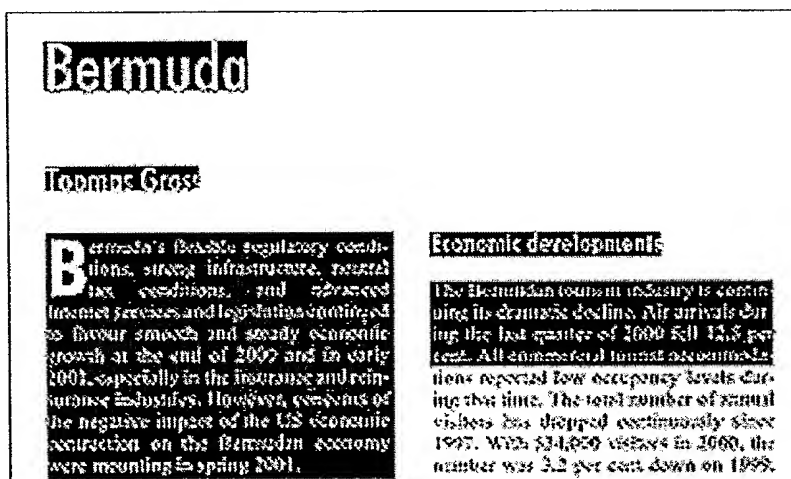 Bermuda
Toomas Gross
Bermuda's flexible regulatory condi-
tions, strong infrastructure, neutral
tax conditions, and advanced
Internet services and legislation continued
to favour smooth and steady economic
growth at the end of 2000 and in early
2001, especially in the insurance and rein-
surance industries. However, concerns of
the negative impact of the US economic
contraction on the Bermudan economy
were mounting in spring 2001.
Economic developments
The Bermudan tourism industry is contin-
uing its dramatic decline. Air arrivals dur-
ing the last quarter of 2000 fell 12.5 per
cent. All commercial tourist accommoda-
tions reported low occupancy levels dur-
ing that time. The total number of annual
visitors has dropped continually since
1997. With 534,000 visitors in 2000, the
number was 3.2 per cent down on 1999.